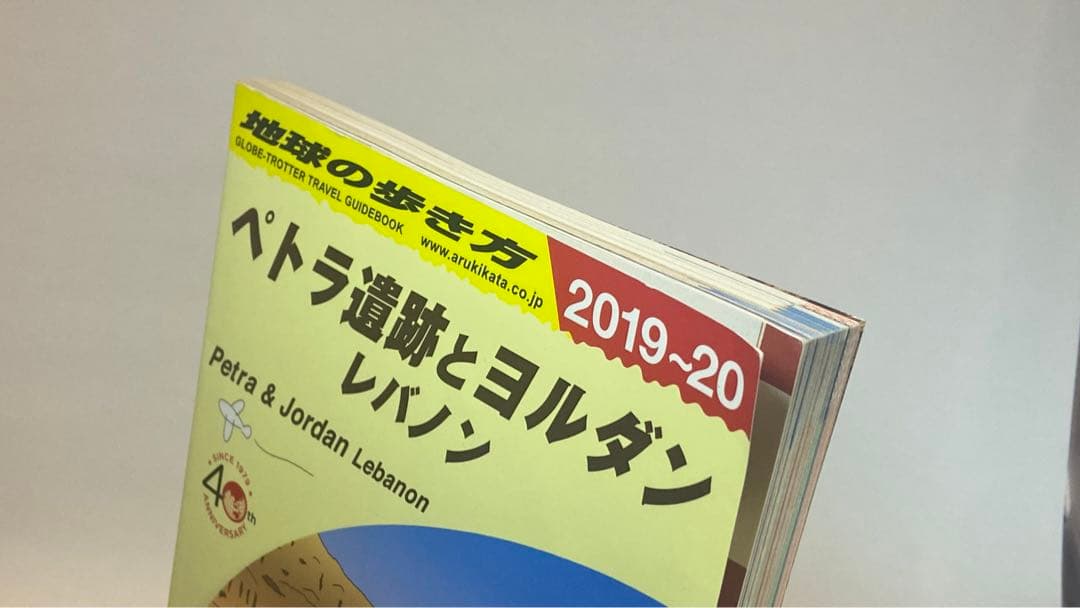 地球の歩き方
GLOBE-TROTTER TRAVEL GUIDEBOOK
www.arukikata.co.jp
2019~20
ペトラ遺跡とヨルダン
レバノン
Petra & Jordan Lebanon
SINCE 1979
40th
ANNIVERSARY